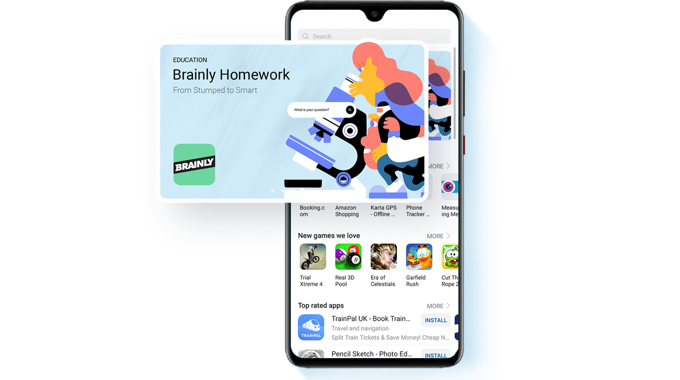 Search
EDUCATION
Brainly Homework
From Stumped to Smart
What is your question?
BRAINLY
MORE
Booking.c
om
Amazon
Shopping
Karta GPS
- Offline ...
Phone
Tracker ...
Measu
ing Me
New games we love
MORE
Trial
Xtreme 4
Real 3D
Pool
Era of
Celestials
Garfield
Rush
Cut Th
Rope 2
Top rated apps
MORE
TRAINPAL
TrainPal UK - Book Train...
Travel and navigation
Split Train Tickets & Save Money! Cheap N...
INSTALL
Pencil Sketch - Photo Ed...
INSTALL